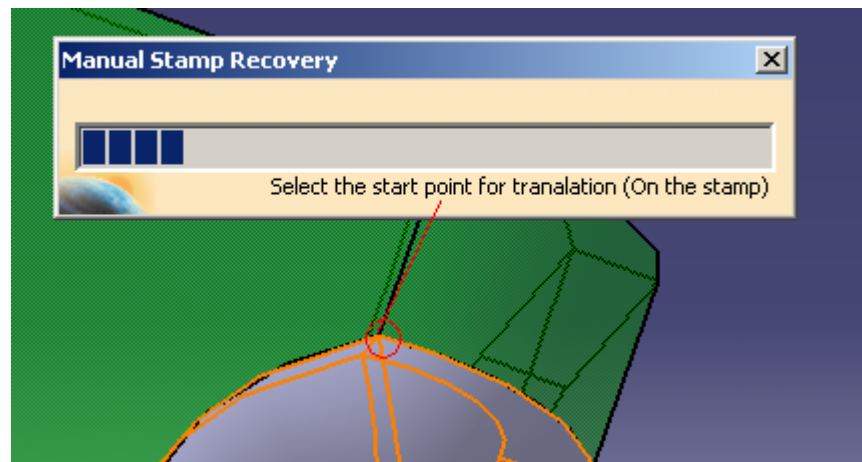 Manual Stamp Recovery
Select the start point for tranalation (On the stamp)